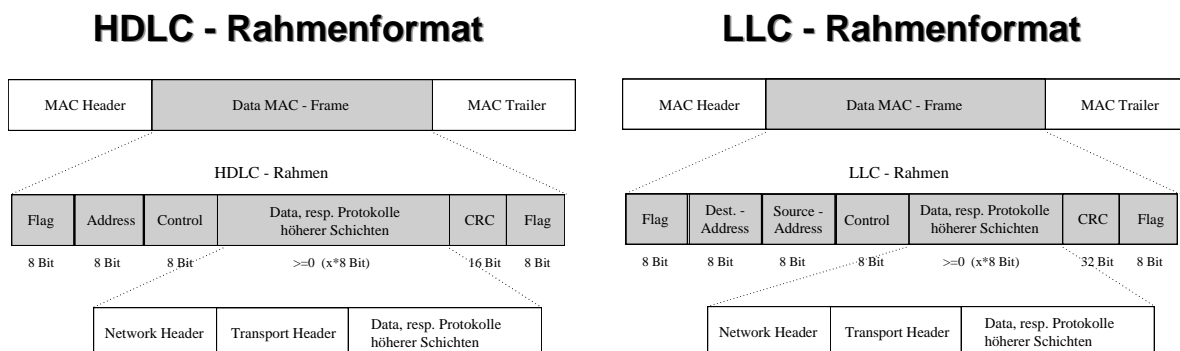 HDLC - Rahmenformat
MAC Header
Data MAC - Frame
MAC Trailer
HDLC - Rahmen
Flag
Address
Control
Data, resp. Protokolle
höherer Schichten
CRC
Flag
8 Bit
8 Bit
8 Bit
>=0 (x*8 Bit)
16 Bit
8 Bit
Network Header
Transport Header
Data, resp. Protokolle
höherer Schichten
LLC - Rahmenformat
MAC Header
Data MAC - Frame
MAC Trailer
LLC - Rahmen
Flag
Dest. -
Address
Source -
Address
Control
Data, resp. Protokolle
höherer Schichten
CRC
Flag
8 Bit
8 Bit
8 Bit
8 Bit
>=0 (x*8 Bit)
32 Bit
8 Bit
Network Header
Transport Header
Data, resp. Protokolle
höherer Schichten